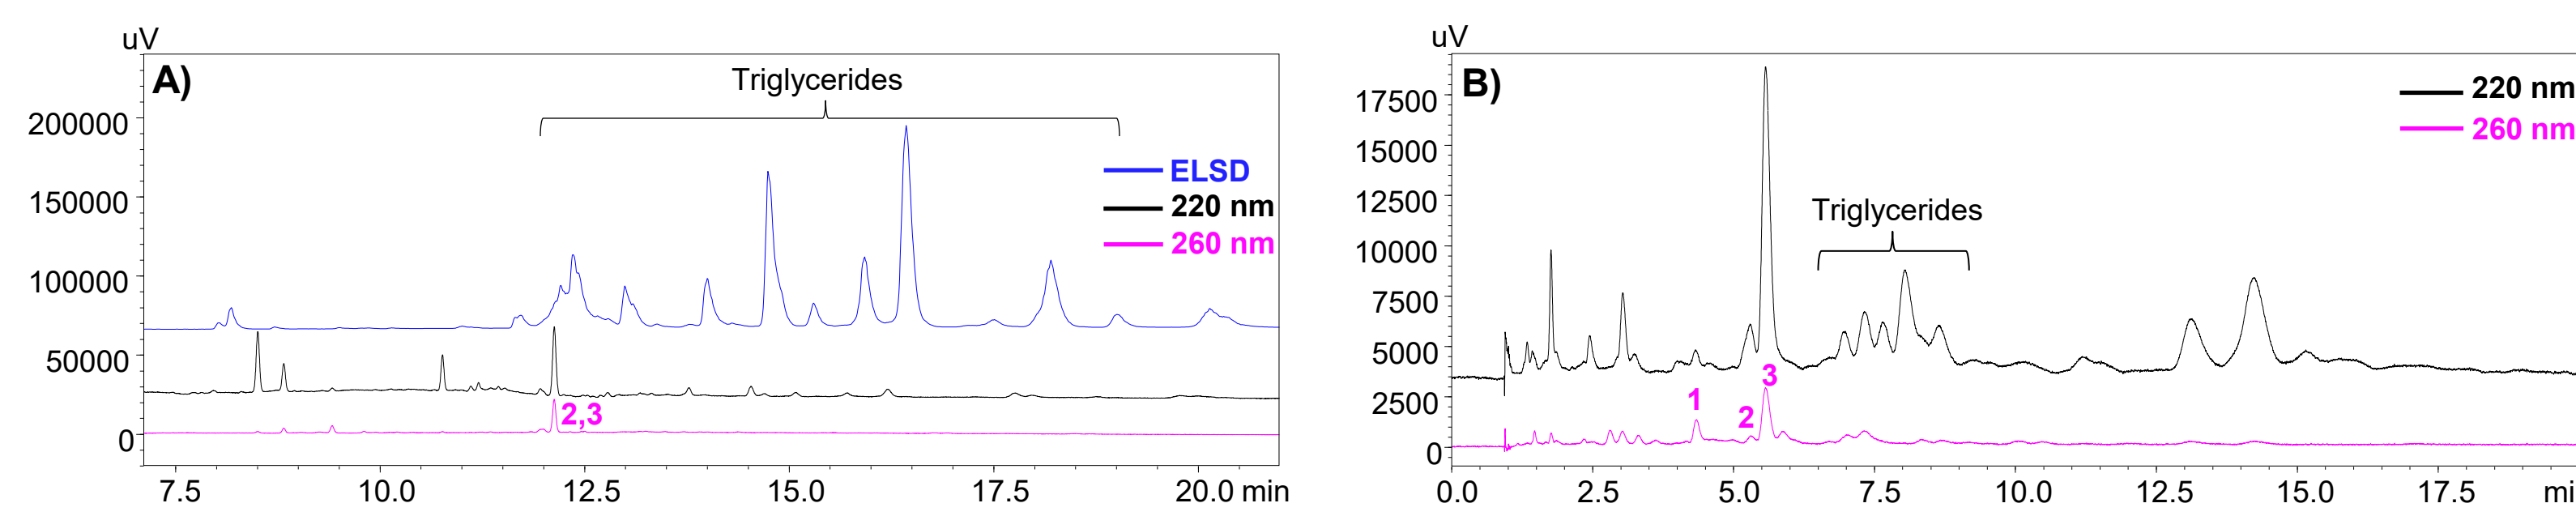 uV
A)
Triglycerides
ELSD
220 nm
260 nm
200000
150000
100000
50000
0
2,3
7.5 10.0 12.5 15.0 17.5 20.0 min
uV
B)
220 nm
260 nm
Triglycerides
17500
15000
12500
10000
7500
5000
2500
0
1
2
3
0.0 2.5 5.0 7.5 10.0 12.5 15.0 17.5 mi